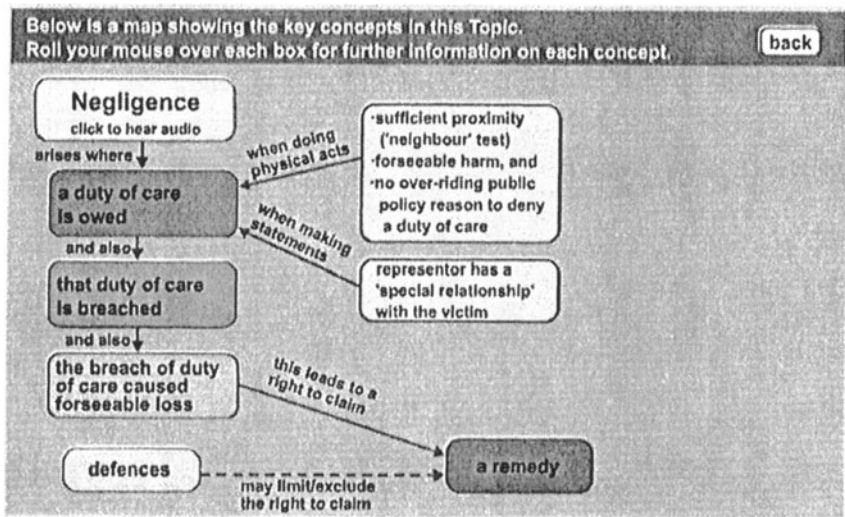 Below is a map showing the key concepts in this Topic.
Roll your mouse over each box for further information on each concept.
back
Negligence
click to hear audio
arises where
a duty of care
is owed
and also
that duty of care
is breached
and also
the breach of duty
of care caused
forseeable loss
when doing
physical acts
·sufficient proximity
('neighbour' test)
·forseeable harm, and
·no over-riding public
policy reason to deny
a duty of care
when making
statements
representor has a
'special relationship'
with the victim
this leads to a
right to claim
defences
may limit/exclude
the right to claim
a remedy